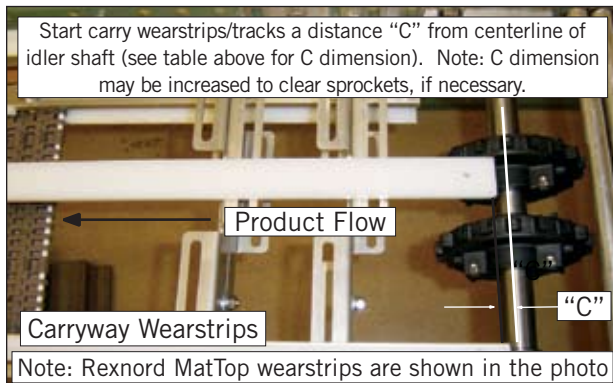 Start carry wearstrips/tracks a distance “C” from centerline of
idler shaft (see table above for C dimension).  Note: C dimension
may be increased to clear sprockets, if necessary.
Product Flow
“C”
Carryway Wearstrips
Note: Rexnord MatTop wearstrips are shown in the photo